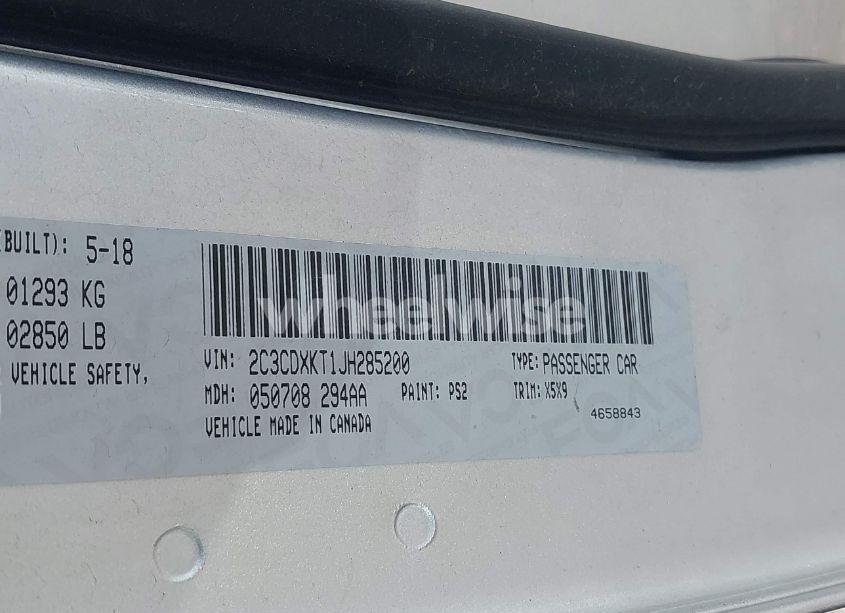 (BUILT): 5-18
01293 KG
02850 LB
VEHICLE SAFETY,
wheelwise
VIN: 2C3CDXKT1JH285200 TYPE: PASSENGER CAR
MDH: 050708 294AA PAINT: PS2 TRIM: X5X9
VEHICLE MADE IN CANADA 4658843